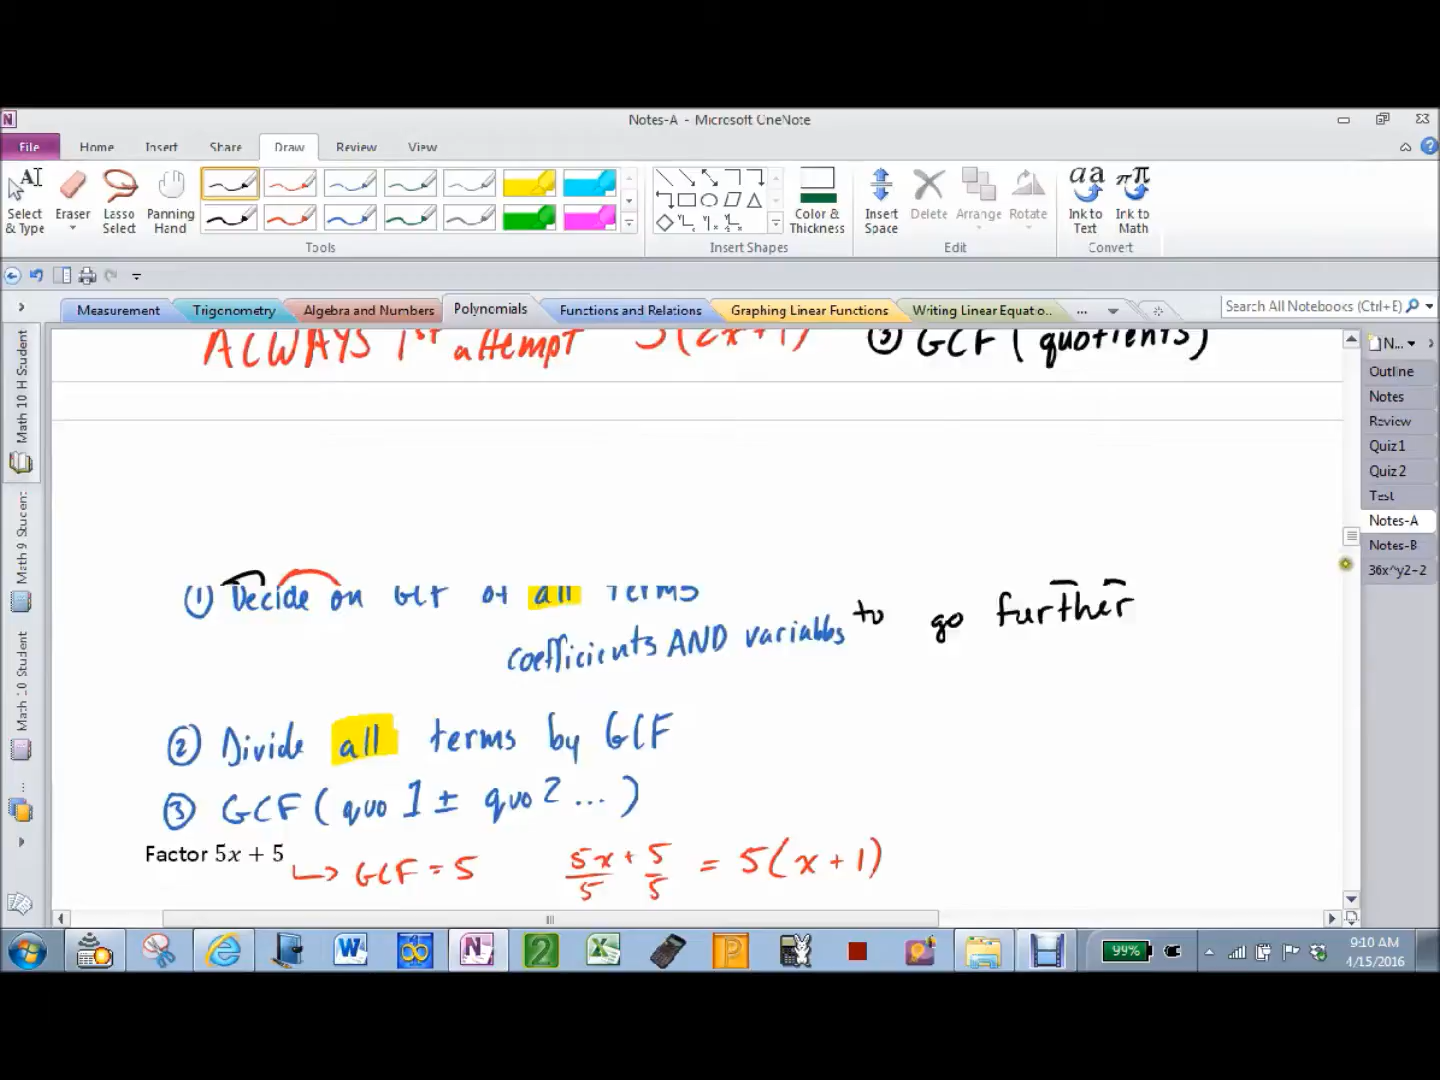 Notes-A - Microsoft OneNote
File Home Insert Share Draw Review View
Select & Type
Eraser
Lasso Select
Panning Hand
Color & Thickness
Insert Space
Delete
Arrange
Rotate
Ink to Text
Ink to Math
Tools
Insert Shapes
Edit
Convert
Measurement Trigonometry Algebra and Numbers Polynomials Functions and Relations Graphing Linear Functions Writing Linear Equatio... ...
Search All Notebooks (Ctrl+E)
Math 10 H Student
Math 10 Student
N...
Outline
Notes
Review
Quiz1
Quiz2
Test
Notes-A
Notes-B
36x^y2-2
ALWAYS 1st attempt 5(2x+1) ③ GCF (quotients)
(1) Decide on GCF of all terms
coefficients AND variables to go further
② Divide all terms by GCF
③ GCF (quo 1 ± quo 2 ...)
Factor 5x + 5 ↳ GCF = 5 5x/5 + 5/5 = 5(x+1)
99%
9:10 AM
4/15/2016